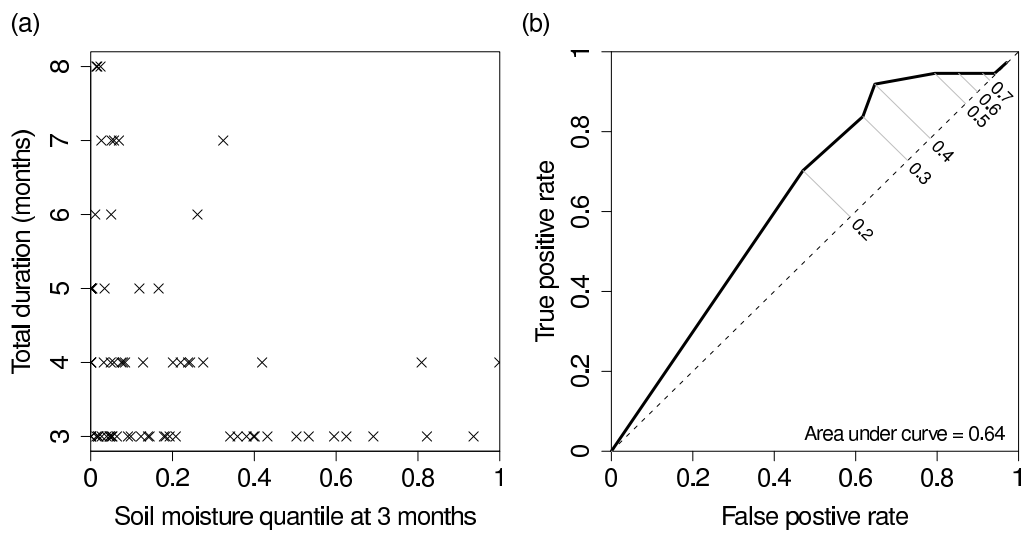 (a)
8
7
6
5
4
3
Total duration (months)
0 0.2 0.4 0.6 0.8 1
Soil moisture quantile at 3 months
(b)
1
0.8
0.6
0.4
0.2
0
True positive rate
0.7
0.6
0.5
0.4
0.3
0.2
Area under curve = 0.64
0 0.2 0.4 0.6 0.8 1
False postive rate